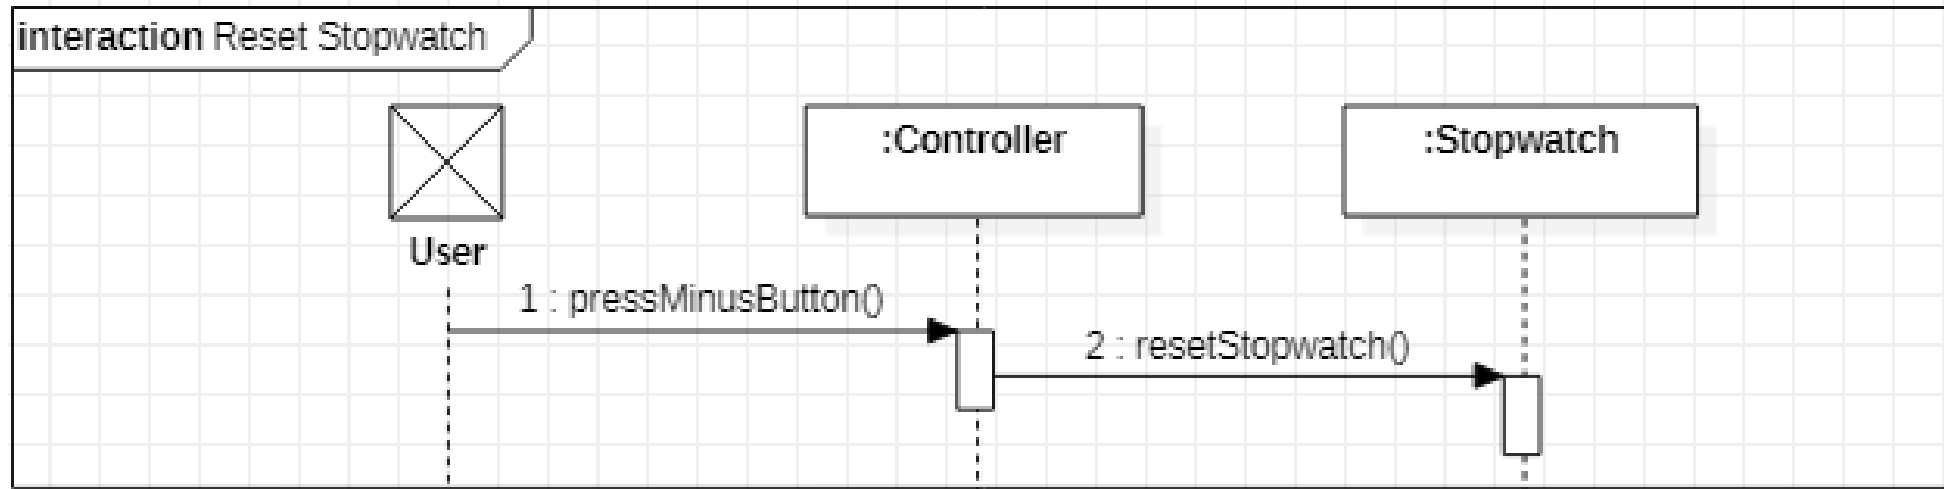 interaction Reset Stopwatch
:Controller
:Stopwatch
User
1 : pressMinusButton()
2 : resetStopwatch()